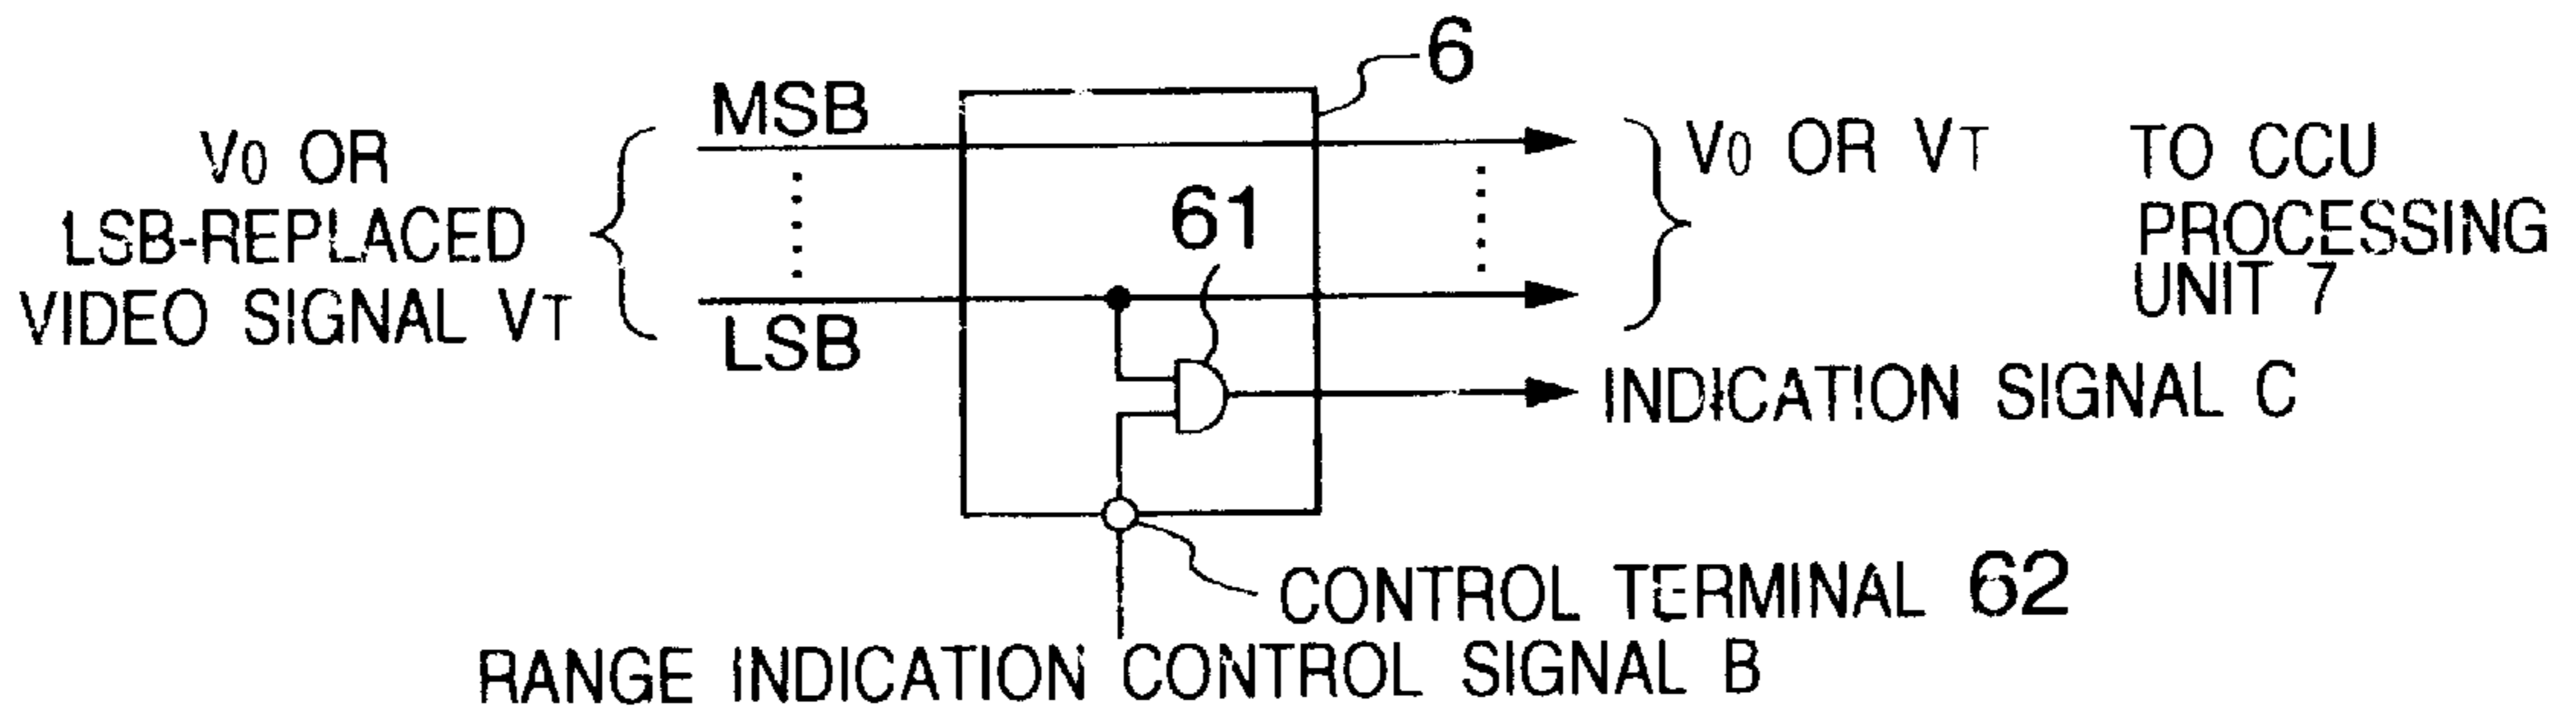 6
MSB
V0 OR
LSB-REPLACED
VIDEO SIGNAL VT
V0 OR VT
TO CCU
PROCESSING
UNIT 7
61
LSB
INDICATION SIGNAL C
CONTROL TERMINAL 62
RANGE INDICATION CONTROL SIGNAL B